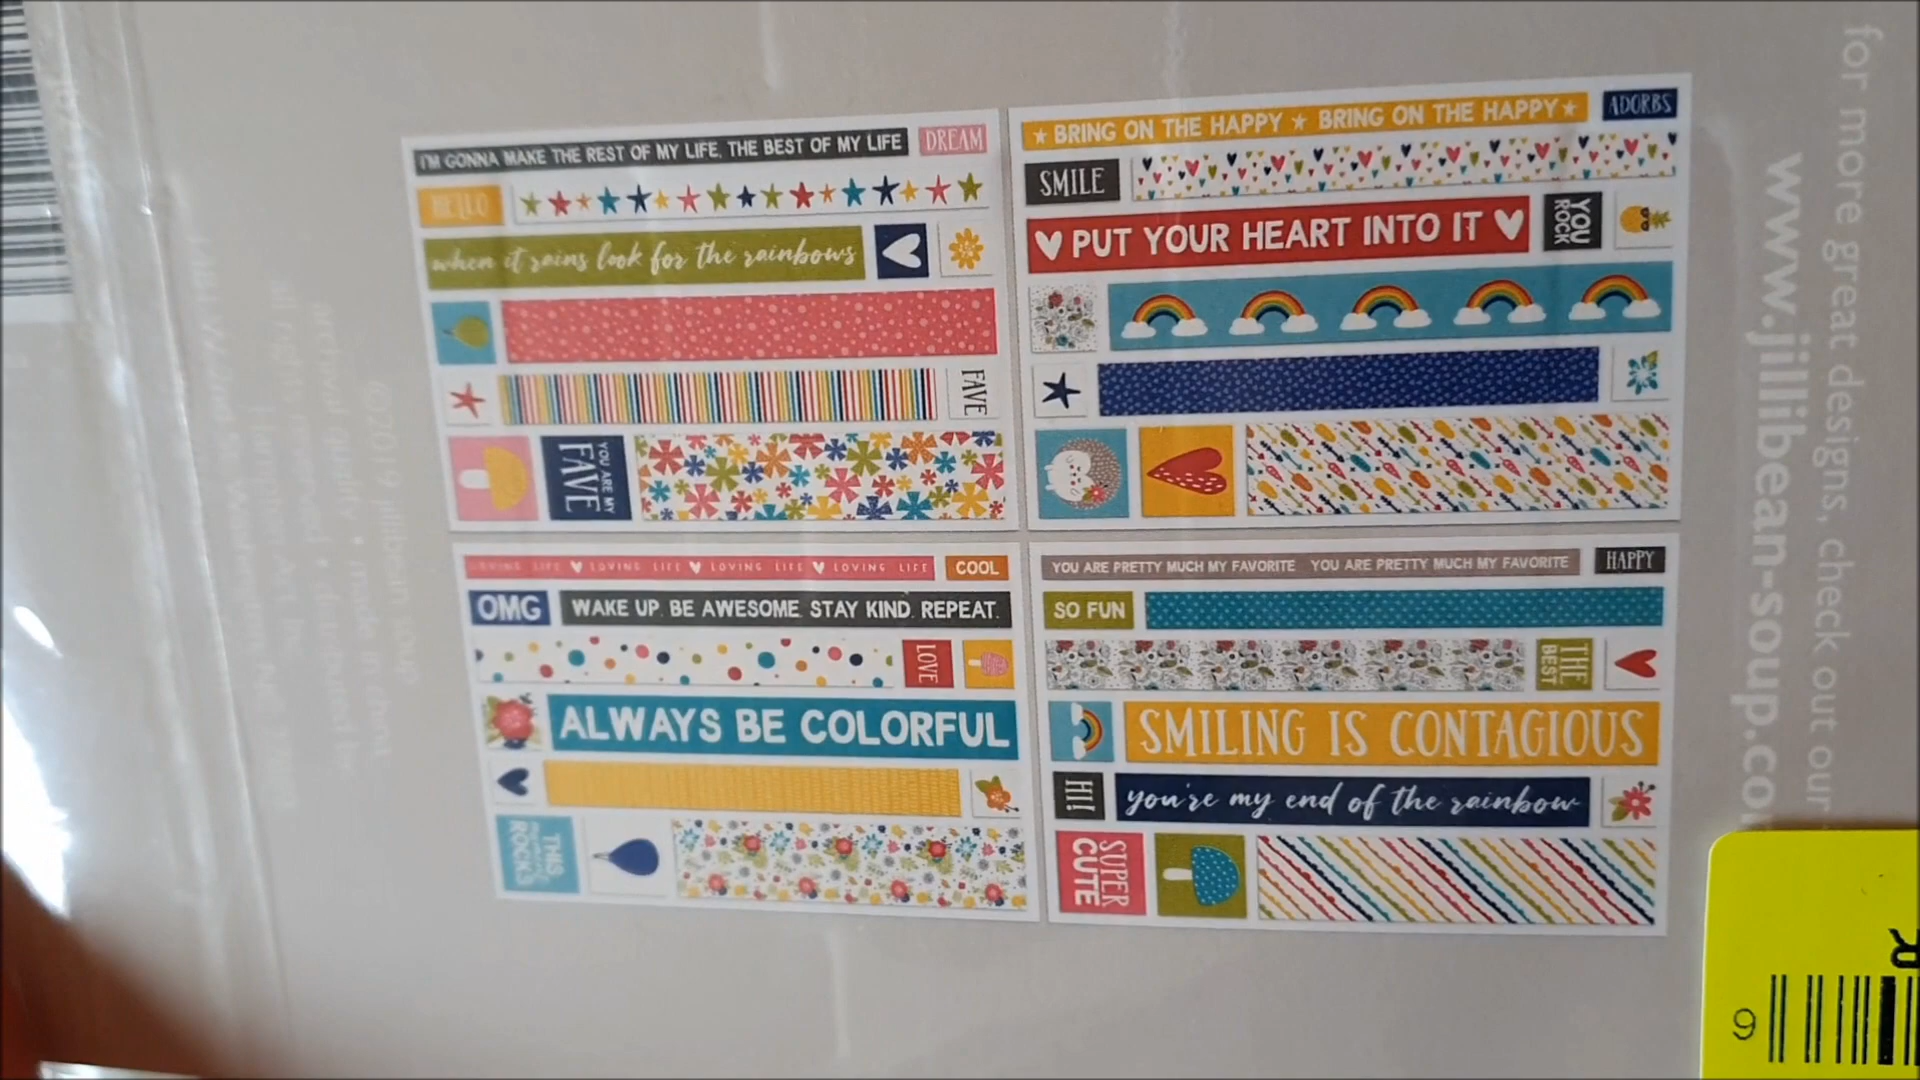 I'M GONNA MAKE THE REST OF MY LIFE, THE BEST OF MY LIFE
DREAM
HELLO
when it rains look for the rainbows
FAVE
YOU ARE MY
FAVE
★ BRING ON THE HAPPY ★ BRING ON THE HAPPY ★
ADORBS
SMILE
♥ PUT YOUR HEART INTO IT ♥
YOU
ROCK
LOVING LIFE ♥ LOVING LIFE ♥ LOVING LIFE ♥ LOVING LIFE
COOL
OMG
WAKE UP. BE AWESOME. STAY KIND. REPEAT.
LOVE
ALWAYS BE COLORFUL
THIS
ROCKS
YOU ARE PRETTY MUCH MY FAVORITE YOU ARE PRETTY MUCH MY FAVORITE
HAPPY
SO FUN
THE
BEST
SMILING IS CONTAGIOUS
HI!
you're my end of the rainbow
SUPER
CUTE
for more great designs, check out our
www.jillibean-soup.co
©2019 jillibean soup
9
R